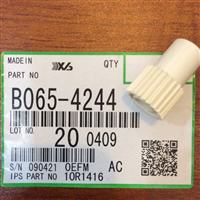 MADE IN
QTY
PART NO
B065-4244
LOT NO.
20 0409
S/N 090421 OEFM AC
IPS PART NO 10R1416